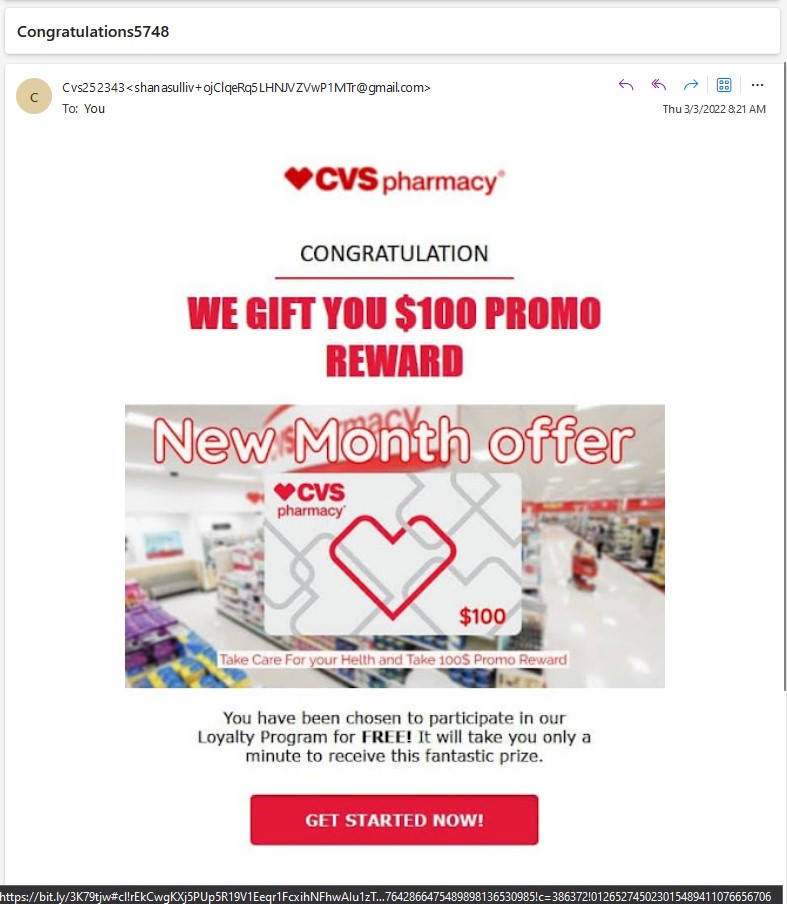 Congratulations5748
C
Cvs252343<shanasulliv+ojClqeRq5LHNJVZVwP1MTr@gmail.com>
To: You
Thu 3/3/2022 8:21 AM
CVS pharmacy®
CONGRATULATION
WE GIFT YOU $100 PROMO
REWARD
New Month offer
CVS
pharmacy
$100
Take Care For your Helth and Take 100$ Promo Reward
You have been chosen to participate in our
Loyalty Program for FREE! It will take you only a
minute to receive this fantastic prize.
GET STARTED NOW!
https://bit.ly/3K79tjw#cl!rEkCwgKXj5PUp5R19V1Eeqr1FcxihNFhwAlu1zT...764286647548989813653098​5!c=386372!012652745023015489411076656706